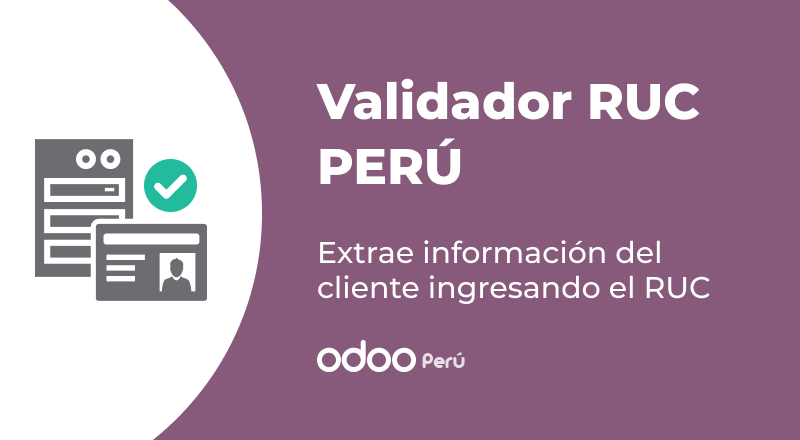 Validador RUC
PERÚ
Extrae información del
cliente ingresando el RUC
odoo Perú